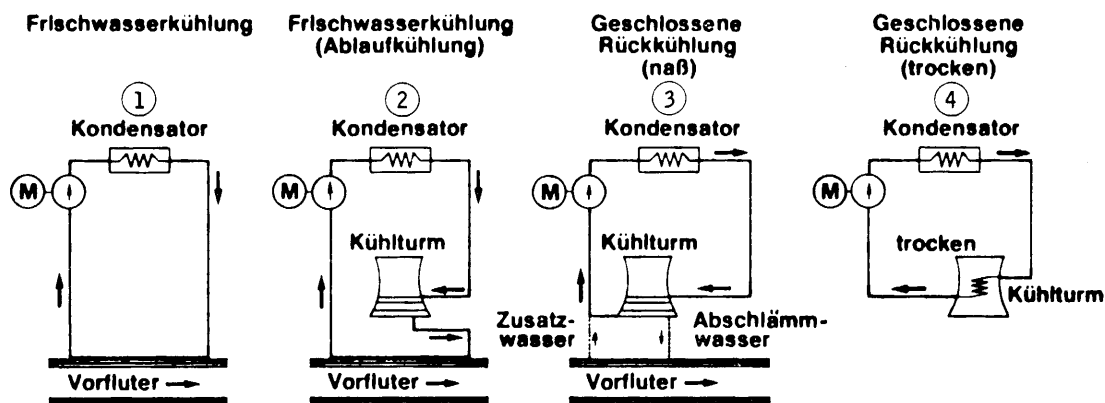 Frischwasserkühlung
1
Kondensator
M
Vorfluter
Frischwasserkühlung
(Ablaufkühlung)
2
Kondensator
M
Kühlturm
Vorfluter
Geschlossene
Rückkühlung
(naß)
3
Kondensator
M
Kühlturm
Zusatz-
wasser
Abschlämm-
wasser
Vorfluter
Geschlossene
Rückkühlung
(trocken)
4
Kondensator
M
trocken
Kühlturm